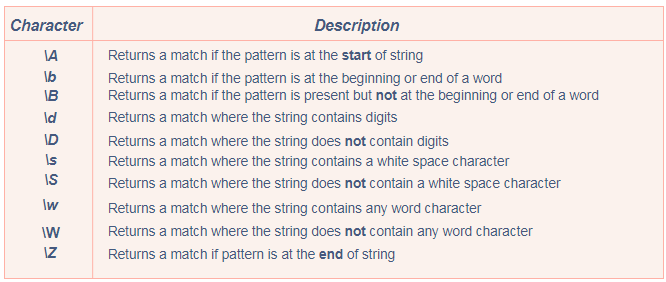 Character Description
\A Returns a match if the pattern is at the start of string
\b Returns a match if the pattern is at the beginning or end of a word
\B Returns a match if the pattern is present but not at the beginning or end of a word
\d Returns a match where the string contains digits
\D Returns a match where the string does not contain digits
\s Returns a match where the string contains a white space character
\S Returns a match where the string does not contain a white space character
\w Returns a match where the string contains any word character
\W Returns a match where the string does not contain any word character
\Z Returns a match if pattern is at the end of string